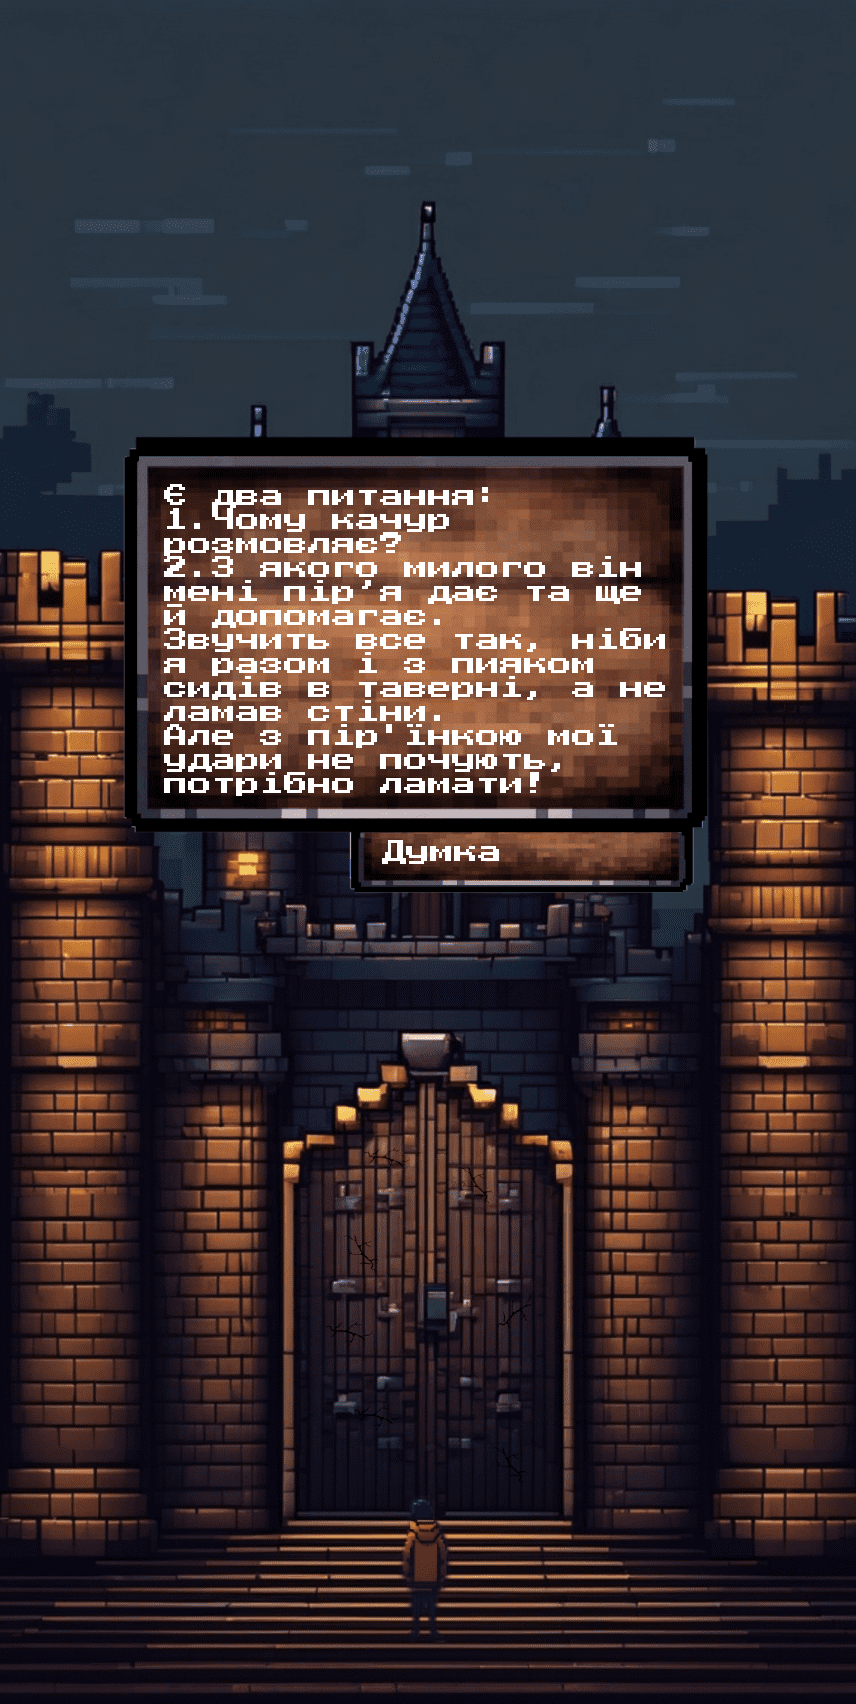 Є два питання:
1.Чому качур
розмовляє?
2.З якого милого він
мені пір’я дає та ще
й допомагає.
Звучить все так, ніби
я разом і з пияком
сидів в таверні, а не
ламав стіни.
Але з пір'їнкою мої
удари не почують,
потрібно ламати!
Думка